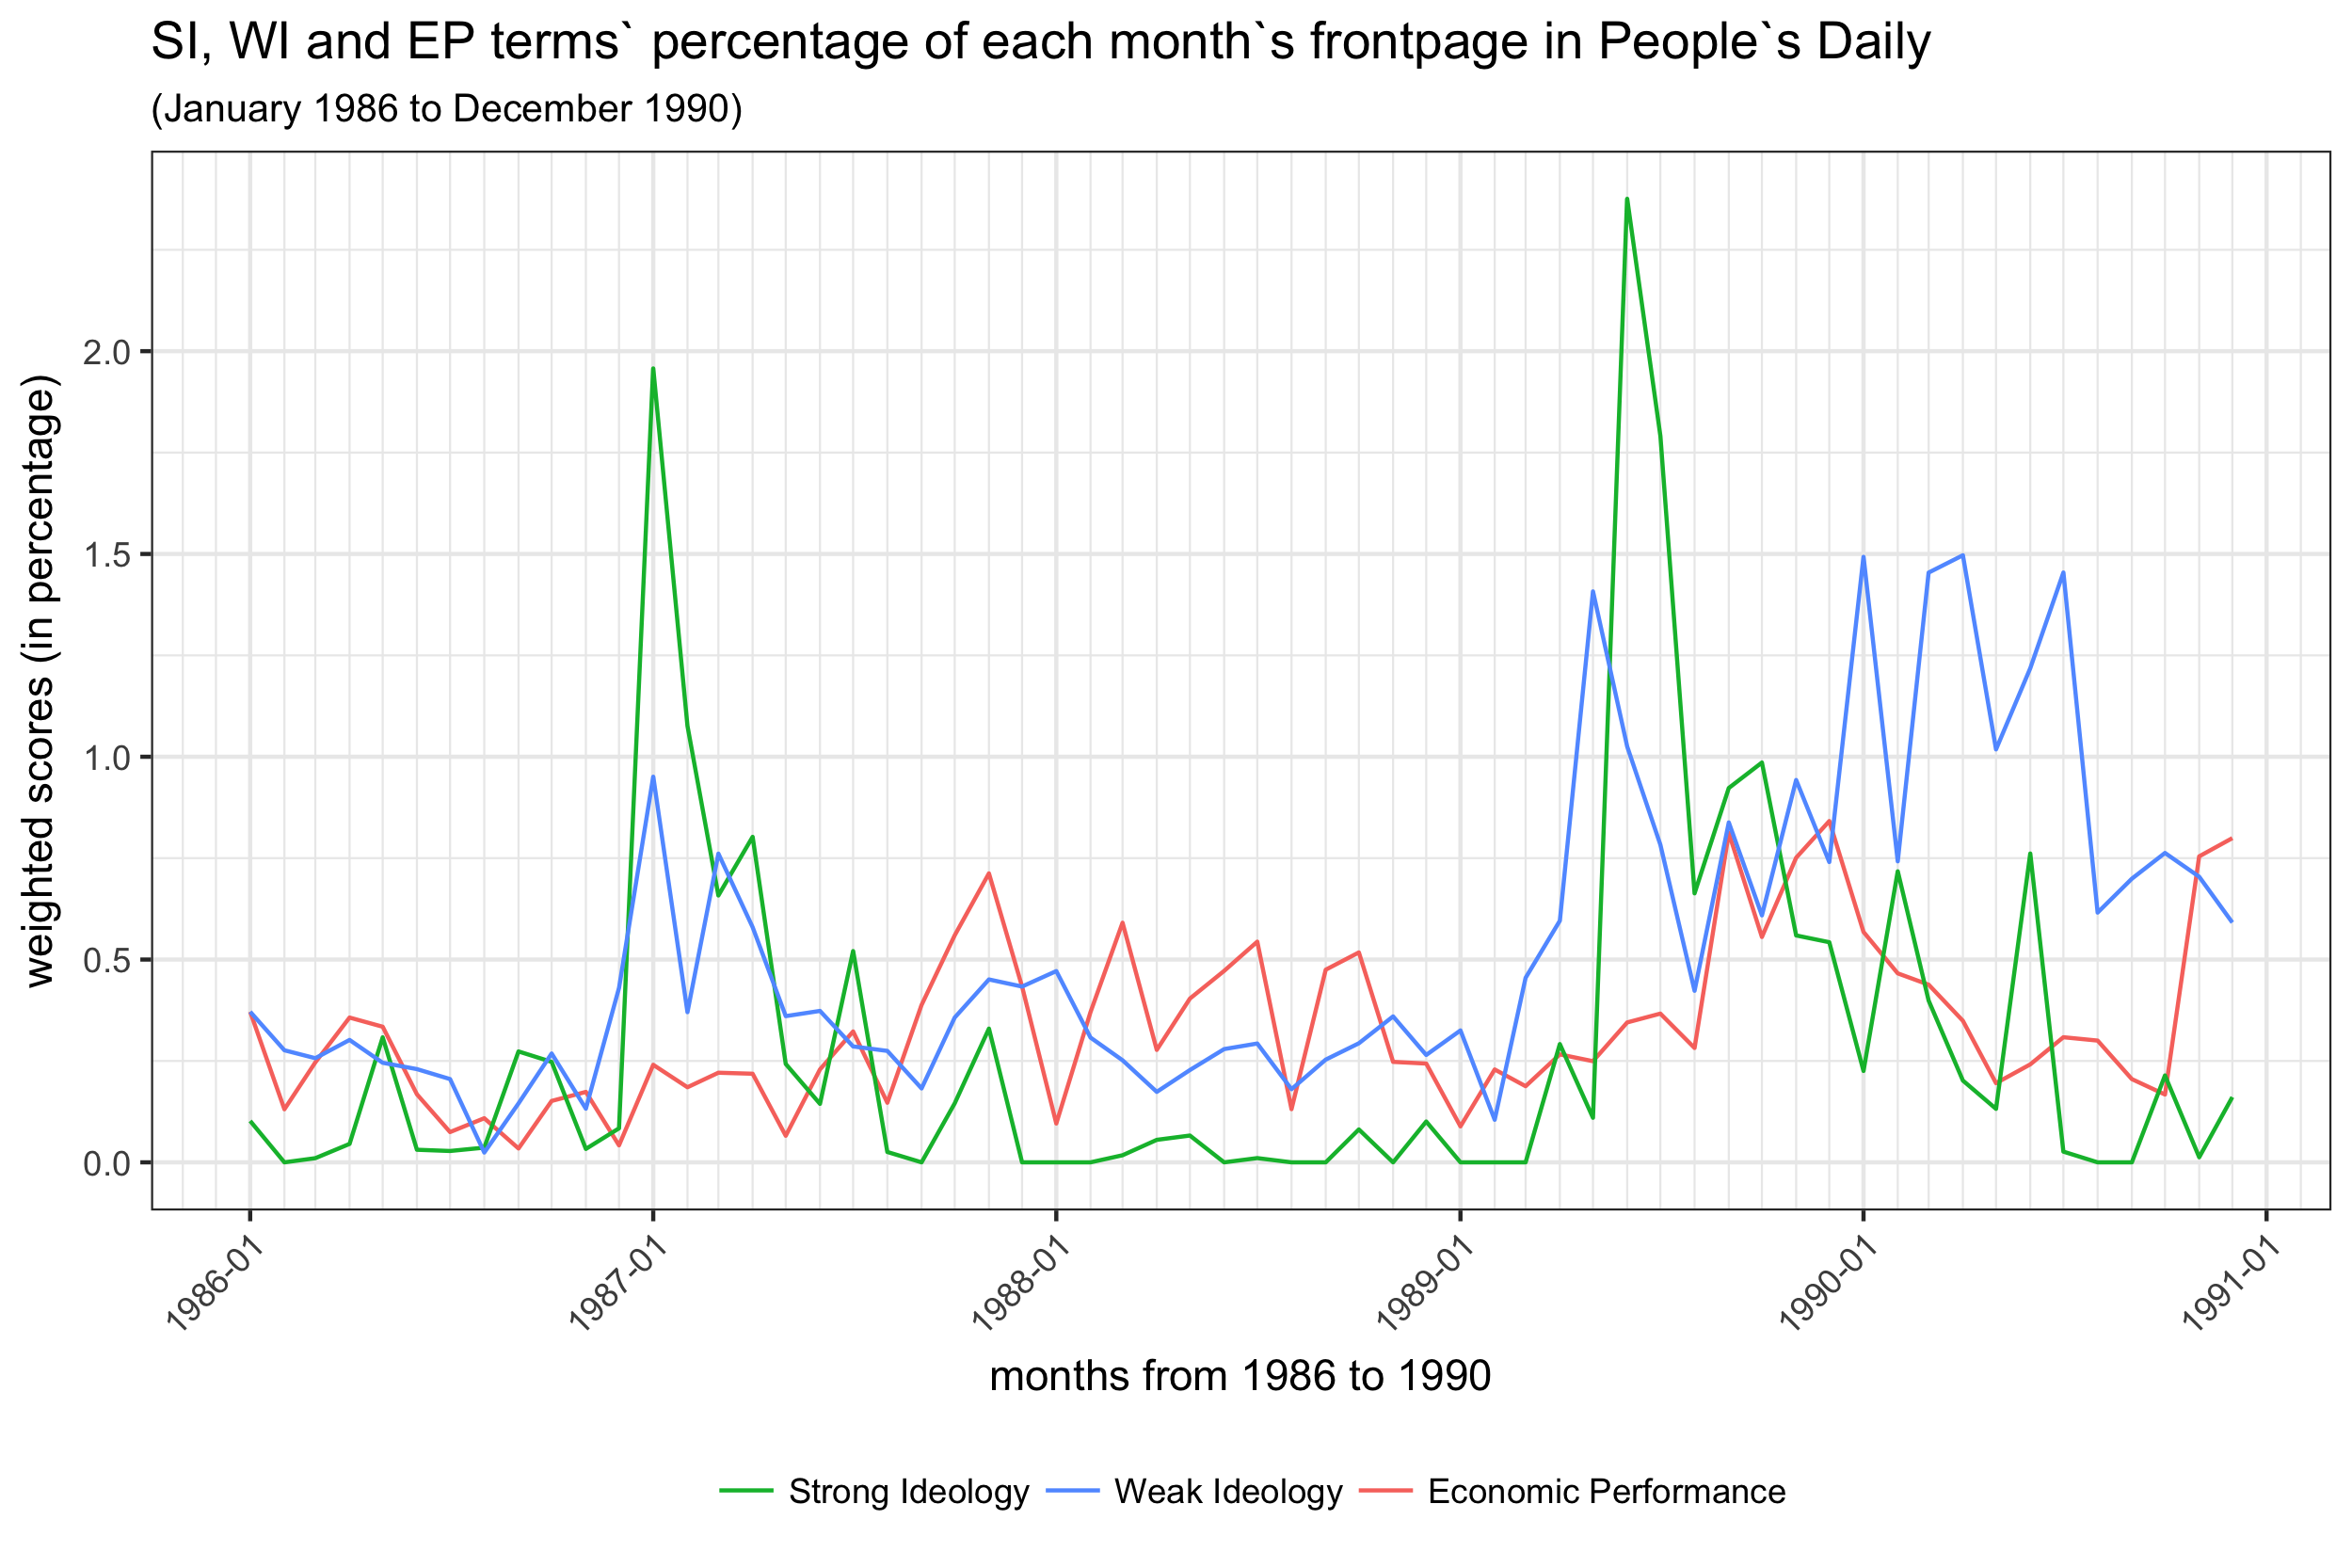 SI, WI and EP terms` percentage of each month`s frontpage in People`s Daily
(January 1986 to December 1990)
weighted scores (in percentage)
2.0
1.5
1.0
0.5
0.0
1986-01
1987-01
1988-01
1989-01
1990-01
1991-01
months from 1986 to 1990
Strong Ideology Weak Ideology Economic Performance